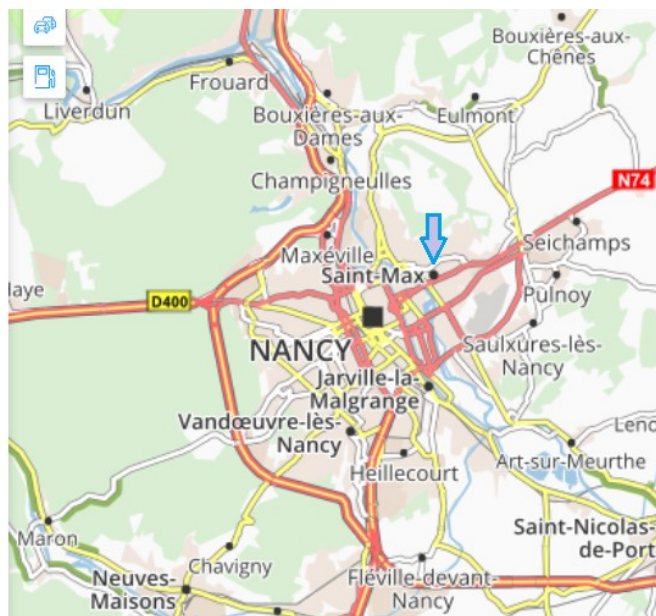 Bouxières-aux-
Chênes
Frouard
Liverdun
Bouxières-aux-
Dames
Eulmont
Champigneulles
N74
Maxéville
Seichamps
Saint-Max
laye
D400
Pulnoy
NANCY
Saulxures-lès-
Nancy
Jarville-la-
Malgrange
Vandœuvre-lès-
Nancy
Lenc
Heillecourt
Art-sur-Meurthe
Saint-Nicolas-
de-Port
Maron
Chavigny
Neuves-
Maisons
Fléville-devant-
Nancy